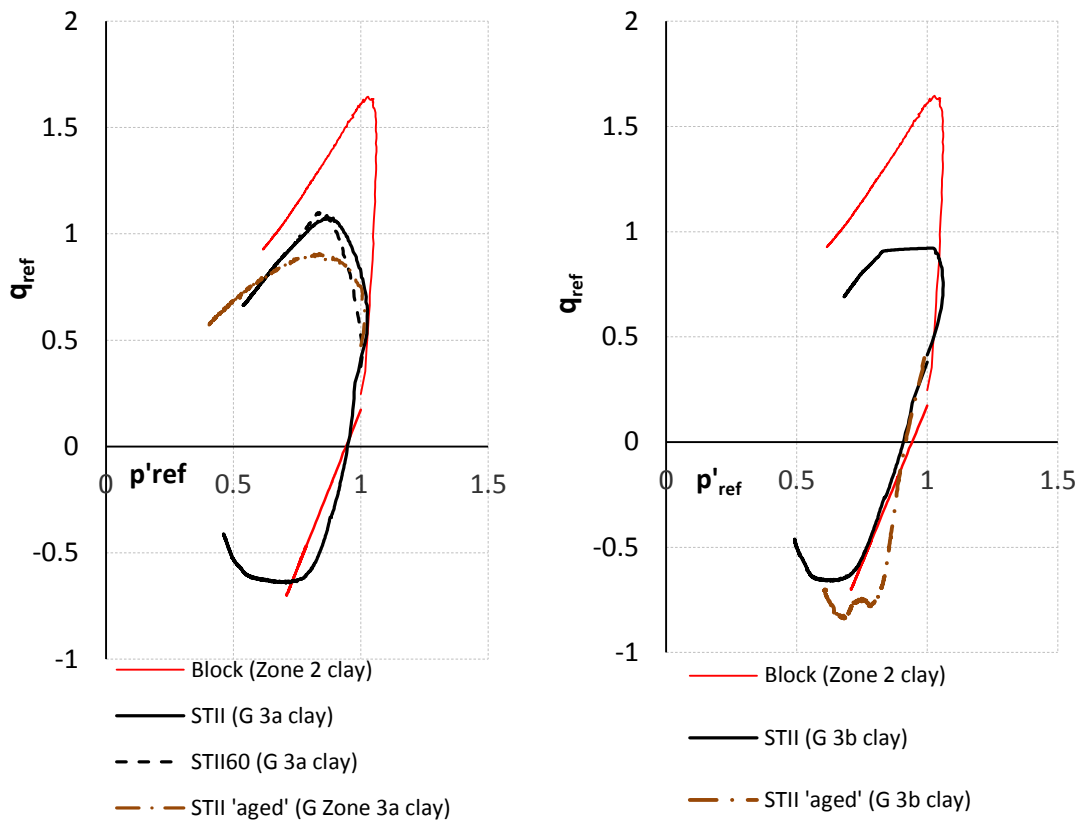 2
1.5
1
0.5
0
-0.5
-1
0
0.5
1
1.5
q_ref
p'ref
Block (Zone 2 clay)
STII (G 3a clay)
STII60 (G 3a clay)
STII 'aged' (G Zone 3a clay)
2
1.5
1
0.5
0
-0.5
-1
0
0.5
1
1.5
q_ref
p'_ref
Block (Zone 2 clay)
STII (G 3b clay)
STII 'aged' (G 3b clay)